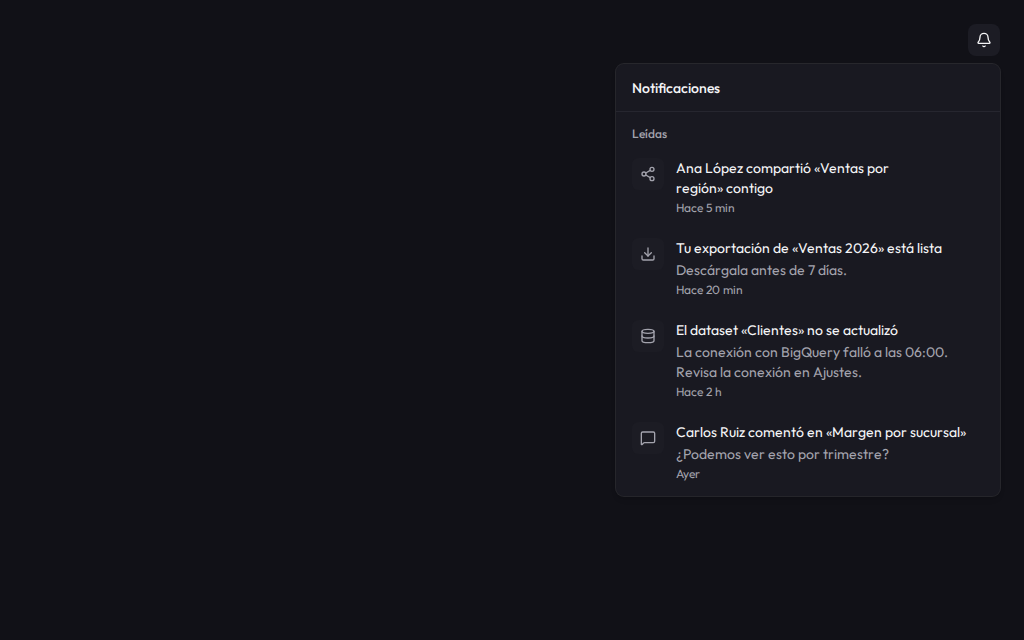 Notificaciones
Leídas
Ana López compartió «Ventas por
región» contigo
Hace 5 min
Tu exportación de «Ventas 2026» está lista
Descárgala antes de 7 días.
Hace 20 min
El dataset «Clientes» no se actualizó
La conexión con BigQuery falló a las 06:00.
Revisa la conexión en Ajustes.
Hace 2 h
Carlos Ruiz comentó en «Margen por sucursal»
¿Podemos ver esto por trimestre?
Ayer